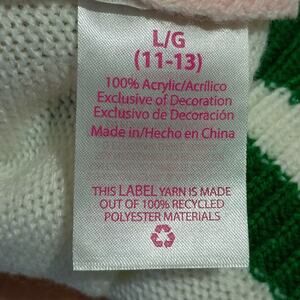 L/G
(11-13)
100% Acrylic/Acrílico
Exclusive of Decoration
Exclusivo de Decoración
Made in/Hecho en China
THIS LABEL YARN IS MADE
OUT OF 100% RECYCLED
POLYESTER MATERIALS